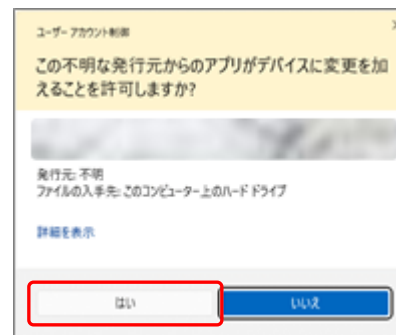 ユーザー アカウント制御
この不明な発行元からのアプリがデバイスに変更を加
えることを許可しますか?
発行元: 不明
ファイルの入手先: このコンピューター上のハード ドライブ
詳細を表示
はい
いいえ